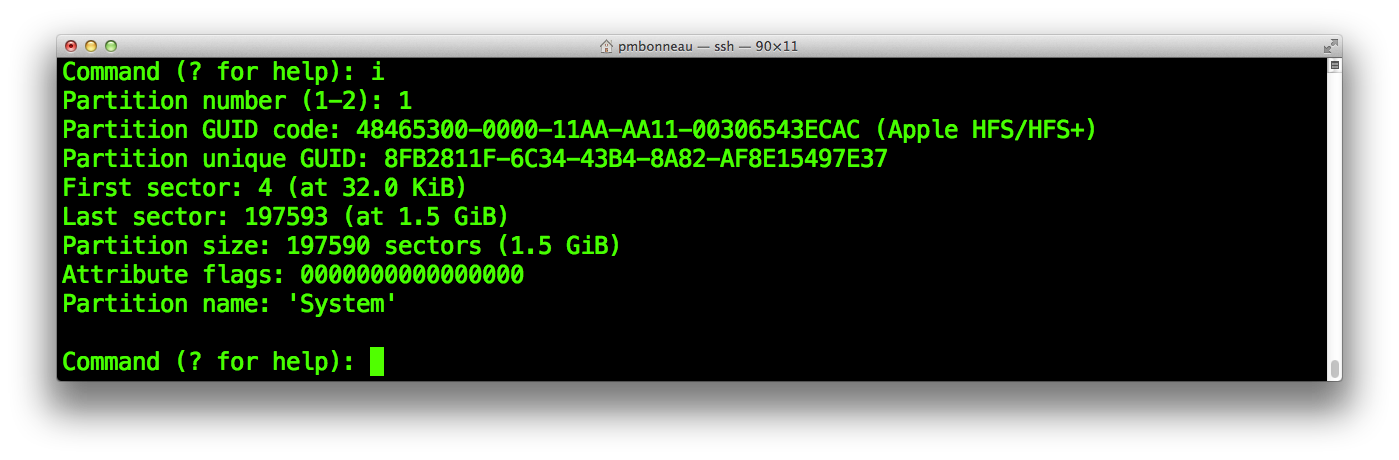 pmbonneau — ssh — 90×11
Command (? for help): i
Partition number (1-2): 1
Partition GUID code: 48465300-0000-11AA-AA11-00306543ECAC (Apple HFS/HFS+)
Partition unique GUID: 8FB2811F-6C34-43B4-8A82-AF8E15497E37
First sector: 4 (at 32.0 KiB)
Last sector: 197593 (at 1.5 GiB)
Partition size: 197590 sectors (1.5 GiB)
Attribute flags: 0000000000000000
Partition name: 'System'
Command (? for help):